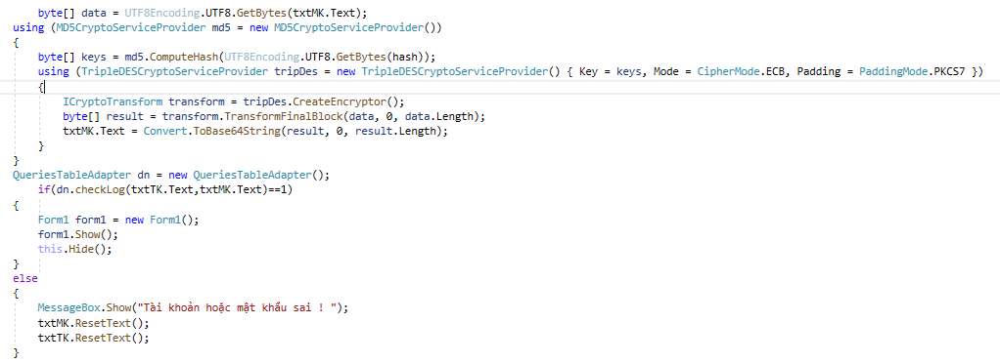 byte[] data = UTF8Encoding.UTF8.GetBytes(txtMK.Text);
using (MD5CryptoServiceProvider md5 = new MD5CryptoServiceProvider())
{
byte[] keys = md5.ComputeHash(UTF8Encoding.UTF8.GetBytes(hash));
using (TripleDESCryptoServiceProvider tripDes = new TripleDESCryptoServiceProvider() { Key = keys, Mode = CipherMode.ECB, Padding = PaddingMode.PKCS7 })
{
ICryptoTransform transform = tripDes.CreateEncryptor();
byte[] result = transform.TransformFinalBlock(data, 0, data.Length);
txtMK.Text = Convert.ToBase64String(result, 0, result.Length);
}
}
QueriesTableAdapter dn = new QueriesTableAdapter();
if(dn.checkLog(txtTK.Text,txtMK.Text)==1)
{
Form1 form1 = new Form1();
form1.Show();
this.Hide();
}
else
{
MessageBox.Show("Tài khoản hoặc mật khẩu sai ! ");
txtMK.ResetText();
txtTK.ResetText();
}